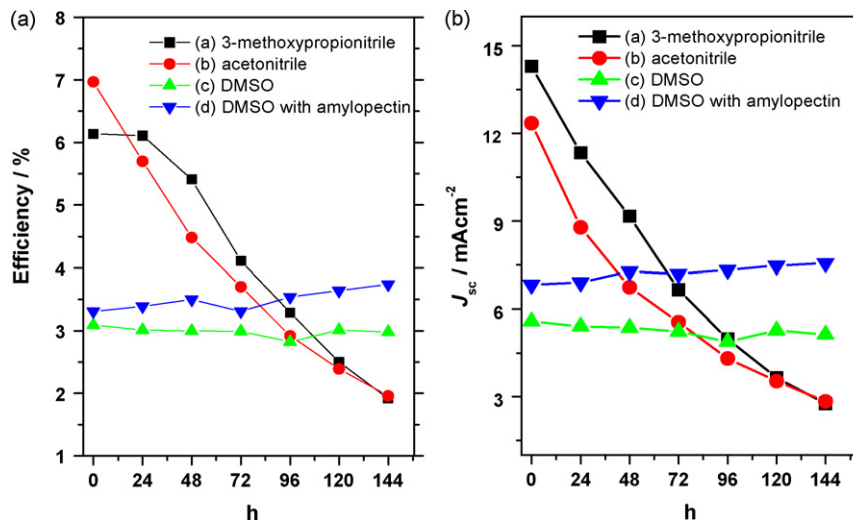 (a)
8
7
6
5
4
3
2
1
Efficiency / %
(a) 3-methoxypropionitrile
(b) acetonitrile
(c) DMSO
(d) DMSO with amylopectin
0 24 48 72 96 120 144
h
(b)
15
12
9
6
3
Jsc / mAcm-2
(a) 3-methoxypropionitrile
(b) acetonitrile
(c) DMSO
(d) DMSO with amylopectin
0 24 48 72 96 120 144
h